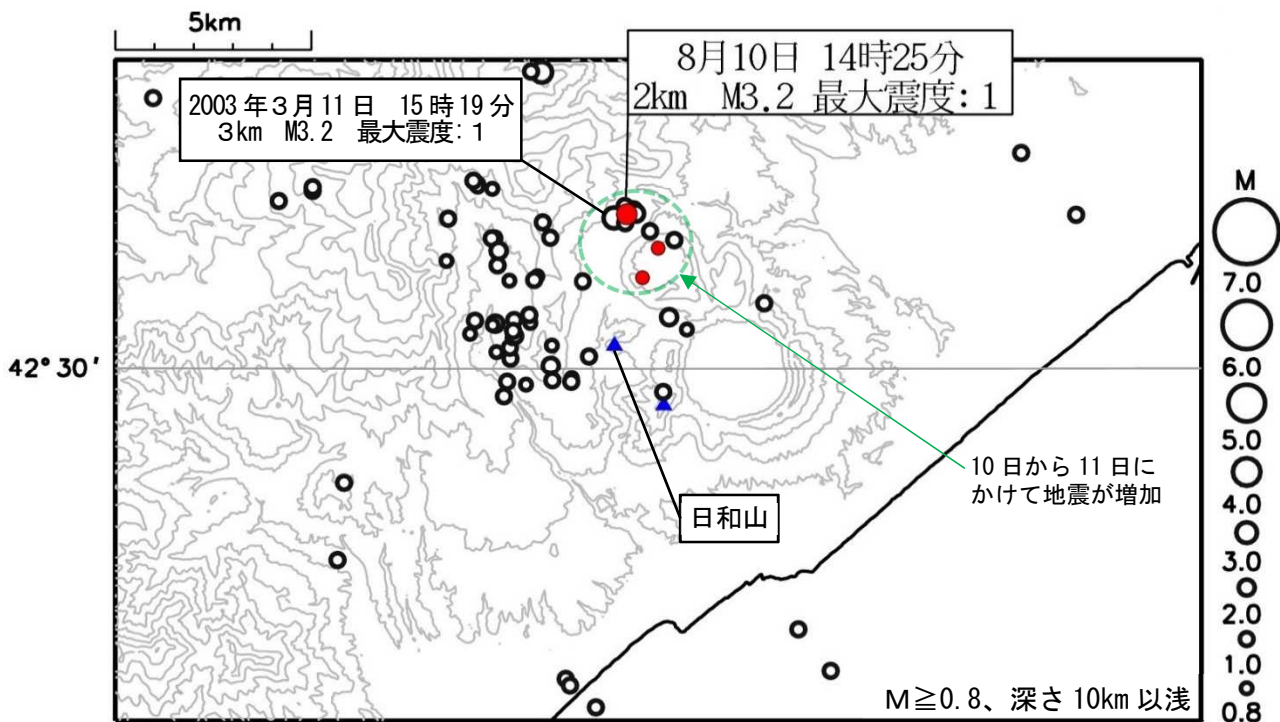 5km
8月10日 14時25分
2km M3.2 最大震度：1
2003年３月11日 15時19分
３km M3.2 最大震度：1
M
7.0
42°30′
6.0
5.0
10日から11日に
かけて地震が増加
4.0
日和山
3.0
2.0
1.0
M≧0.8、深さ10km以浅
0.8